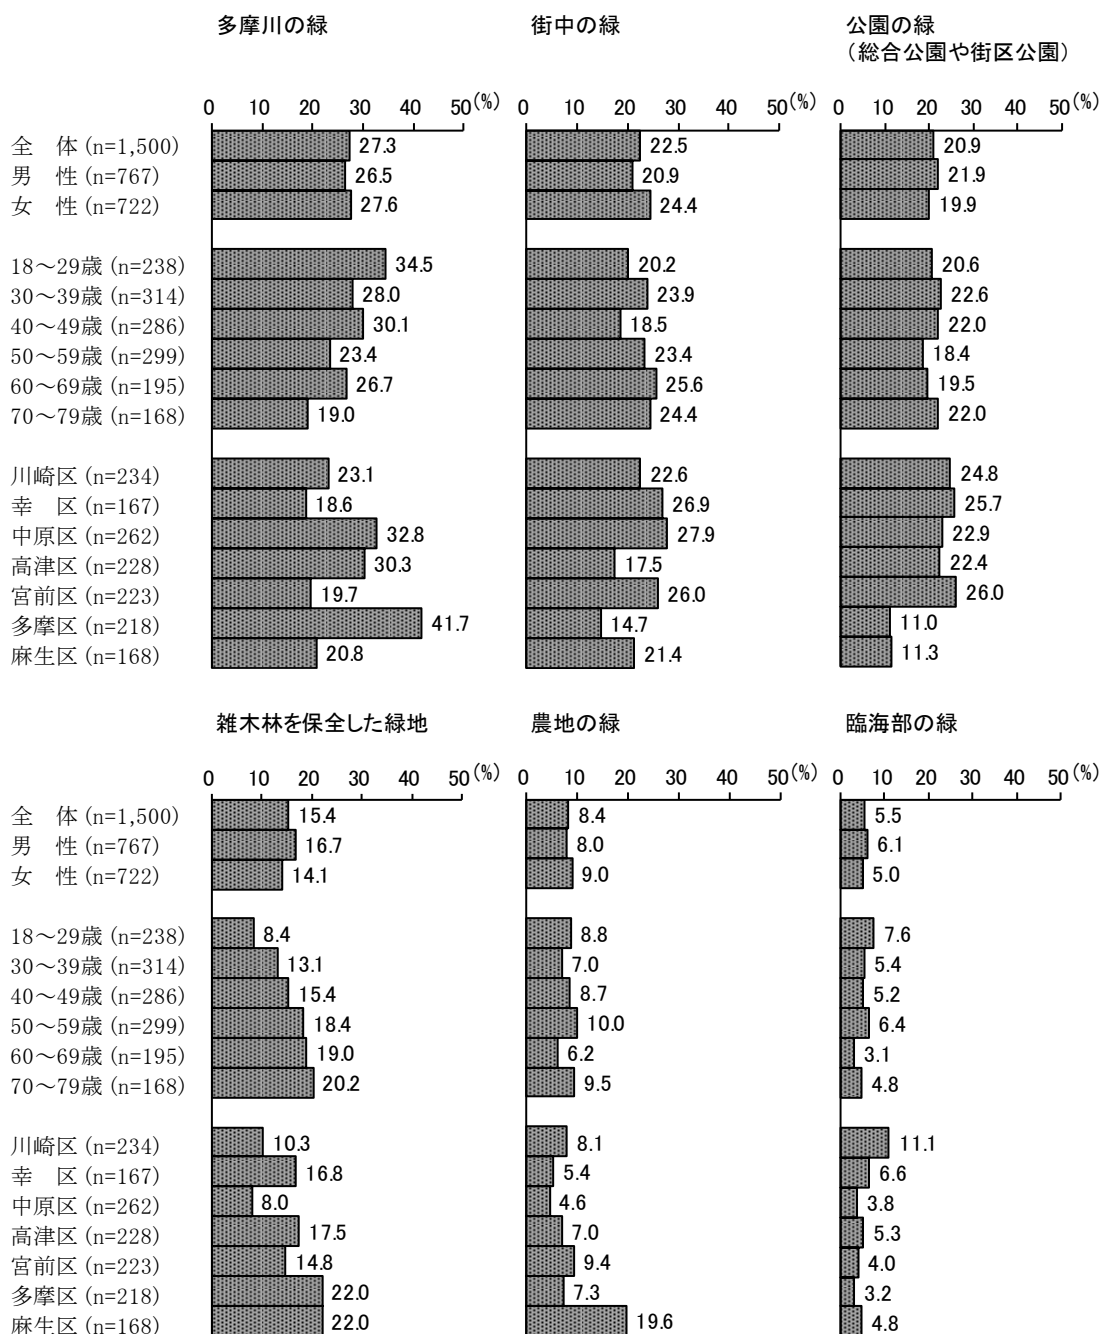 多摩川の緑 街中の緑 公園の緑
（総合公園や街区公園）
0 10 20 30 40 50(%) 0 10 20 30 40 50(%) 0 10 20 30 40 50(%)
全　体 (n=1,500) 27.3 22.5 20.9
男　性 (n=767) 26.5 20.9 21.9
女　性 (n=722) 27.6 24.4 19.9
18～29歳 (n=238) 34.5 20.2 20.6
30～39歳 (n=314) 28.0 23.9 22.6
40～49歳 (n=286) 30.1 18.5 22.0
50～59歳 (n=299) 23.4 23.4 18.4
60～69歳 (n=195) 26.7 25.6 19.5
70～79歳 (n=168) 19.0 24.4 22.0
川崎区 (n=234) 23.1 22.6 24.8
幸　区 (n=167) 18.6 26.9 25.7
中原区 (n=262) 32.8 27.9 22.9
高津区 (n=228) 30.3 17.5 22.4
宮前区 (n=223) 19.7 26.0 26.0
多摩区 (n=218) 41.7 14.7 11.0
麻生区 (n=168) 20.8 21.4 11.3
雑木林を保全した緑地 農地の緑 臨海部の緑
0 10 20 30 40 50(%) 0 10 20 30 40 50(%) 0 10 20 30 40 50(%)
全　体 (n=1,500) 15.4 8.4 5.5
男　性 (n=767) 16.7 8.0 6.1
女　性 (n=722) 14.1 9.0 5.0
18～29歳 (n=238) 8.4 8.8 7.6
30～39歳 (n=314) 13.1 7.0 5.4
40～49歳 (n=286) 15.4 8.7 5.2
50～59歳 (n=299) 18.4 10.0 6.4
60～69歳 (n=195) 19.0 6.2 3.1
70～79歳 (n=168) 20.2 9.5 4.8
川崎区 (n=234) 10.3 8.1 11.1
幸　区 (n=167) 16.8 5.4 6.6
中原区 (n=262) 8.0 4.6 3.8
高津区 (n=228) 17.5 7.0 5.3
宮前区 (n=223) 14.8 9.4 4.0
多摩区 (n=218) 22.0 7.3 3.2
麻生区 (n=168) 22.0 19.6 4.8